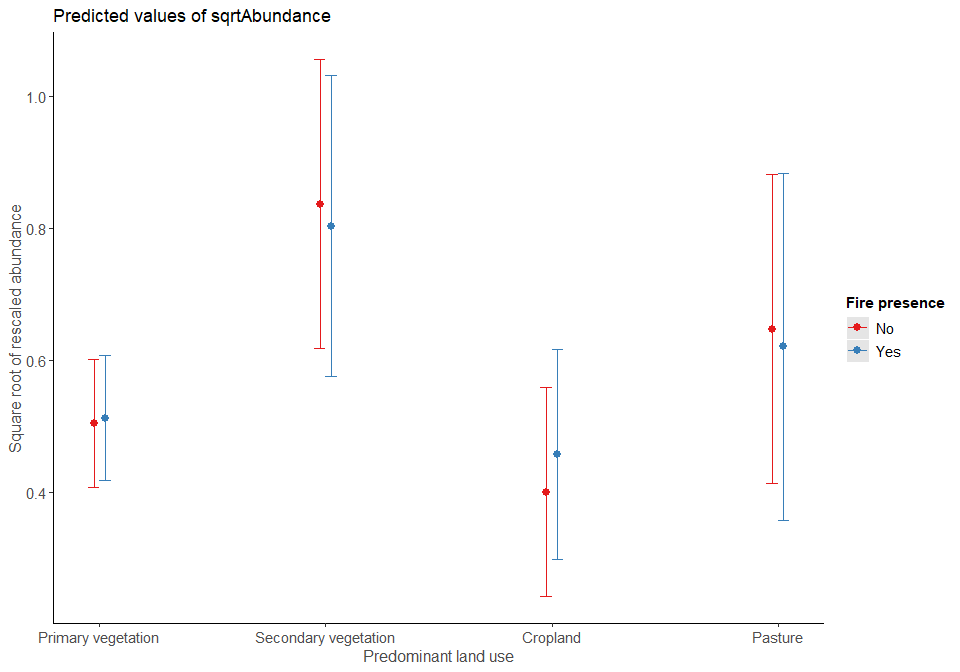 Predicted values of sqrtAbundance
Square root of rescaled abundance
1.0
0.8
0.6
0.4
Primary vegetation
Secondary vegetation
Cropland
Pasture
Predominant land use
Fire presence
No
Yes